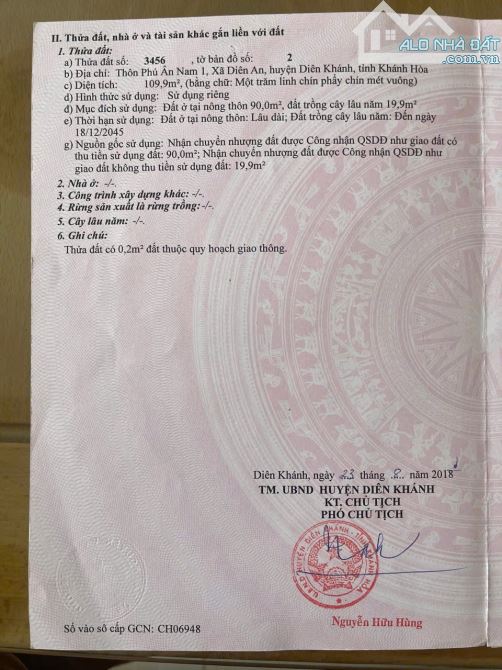 ALO NHÀ ĐẤT
.com.vn
II. Thửa đất, nhà ở và tài sản khác gắn liền với đất
1. Thửa đất:
a) Thửa đất số: 3456 , tờ bản đồ số: 2
b) Địa chỉ: Thôn Phú Ân Nam 1, Xã Diên An, huyện Diên Khánh, tỉnh Khánh Hòa
c) Diện tích: 109,9m², (bằng chữ: Một trăm linh chín phẩy chín mét vuông)
d) Hình thức sử dụng: Sử dụng riêng
đ) Mục đích sử dụng: Đất ở tại nông thôn 90,0m², đất trồng cây lâu năm 19,9m²
e) Thời hạn sử dụng: Đất ở tại nông thôn: Lâu dài; Đất trồng cây lâu năm: Đến ngày
18/12/2045
g) Nguồn gốc sử dụng: Nhận chuyển nhượng đất được Công nhận QSDĐ như giao đất có
thu tiền sử dụng đất: 90,0m²; Nhận chuyển nhượng đất được Công nhận QSDĐ như
giao đất không thu tiền sử dụng đất: 19,9m²
2. Nhà ở: -/-.
3. Công trình xây dựng khác: -/-.
4. Rừng sản xuất là rừng trồng:-/-.
5. Cây lâu năm: -/-.
6. Ghi chú:
Thửa đất có 0,2m² đất thuộc quy hoạch giao thông.
Diên Khánh, ngày 23 tháng 8 năm 2018
TM. UBND HUYỆN DIÊN KHÁNH
KT. CHỦ TỊCH
PHÓ CHỦ TỊCH
U.B.N.D HUYỆN DIÊN KHÁNH - TỈNH KHÁNH HÒA
Nguyễn Hữu Hùng
Số vào sổ cấp GCN: CH06948